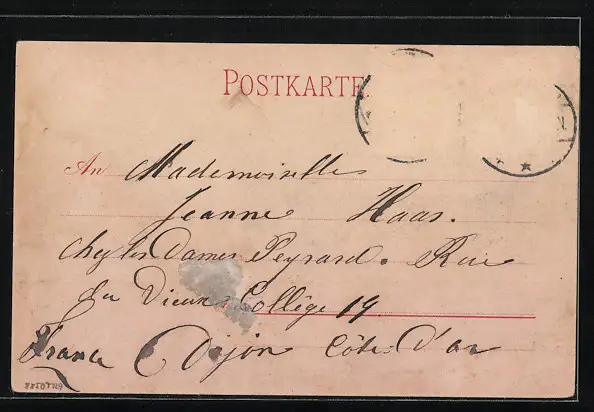 POSTKARTE.
An Mademoiselle
Jeanne Haas.
chez les Dames Peyrard. Rue
du Vieux Collège 19
France Dijon Côte d'or